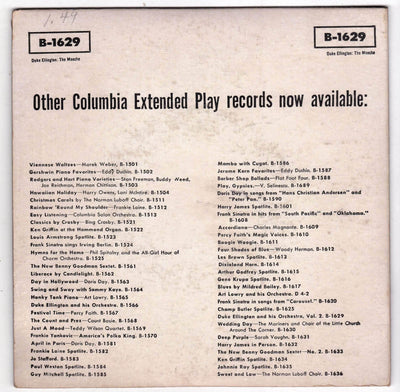 1.49
B-1629
B-1629
Duke Ellington: The Mooche
Duke Ellington: The Mooche
Other Columbia Extended Play records now available:
Viennese Waltzes—Marek Weber, B-1501
Gershwin Piano Favorites—Eddy Duchin, B-1502
Rodgers and Hart Piano Varieties—Stan Freeman, Buddy Weed,
Joe Reichman, Herman Chittison, B-1503
Hawaiian Holiday—Harry Owens, Loni McIntire, B-1504
Christmas Carols by The Norman Luboff Choir, B-1511
Rainbow 'Round My Shoulder—Frankie Laine, B-1512
Easy Listening—Columbia Salon Orchestra, B-1513
Classics by Crosby—Bing Crosby, B-1521
Ken Griffin at the Hammond Organ, B-1522
Louis Armstrong Spotlite, B-1523
Frank Sinatra sings Irving Berlin, B-1524
Hymns for the Home—Phil Spitalny and the All-Girl Hour of
Charm Orchestra, B-1525
The New Benny Goodman Sextet, B-1561
Liberace by Candlelight, B-1562
Day in Hollywood—Doris Day, B-1563
Swing and Sway with Sammy Kaye, B-1564
Honky Tonk Piano—Art Lowry, B-1565
Duke Ellington and his Orchestra, B-1566
Festival Time—Percy Faith, B-1567
The Count and Pres—Count Basie, B-1568
Just A Mood—Teddy Wilson Quartet, B-1569
Frankie Yankovic—America's Polka King, B-1570
April in Paris—Doris Day, B-1581
Frankie Laine Spotlite, B-1582
Jo Stafford, B-1583
Paul Weston Spotlite, B-1584
Guy Mitchell Spotlite, B-1585
Mambo with Cugat, B-1586
Jerome Kern Favorites—Eddy Duchin, B-1587
Barber Shop Ballads—Flat Foot Four, B-1588
Play, Gypsies,—V. Selinesco, B-1689
Doris Day in songs from "Hans Christian Andersen" and
"Peter Pan," B-1590
Harry James Spotlite, B-1601
Frank Sinatra in hits from "South Pacific" and "Oklahoma,"
B-1608
Accordiana—Charles Magnante, B-1609
Percy Faith's Magic Voices, B-1610
Boogie Woogie, B-1611
Four Shades of Blue—Woody Herman, B-1612
Les Brown Spotlite, B-1613
Dixieland Horn, B-1614
Arthur Godfrey Spotlite, B-1615
Gene Krupa Spotlite, B-1616
Blues by Mildred Bailey, B-1617
Art Lowry and his Orchestra, D 4-2
Frank Sinatra in songs from "Carousel," B-1620
Champ Butler Spotlite, B-1625
Duke Ellington and his Orchestra, Vol. 2, B-1629
Wedding Day—The Mariners and Choir of the Little Church
Around the Corner, B-1630
Deep Purple—Sarah Vaughn, B-1631
Harry James in Person, B-1632
The New Benny Goodman Sextet—No. 2, B-1633
Ken Griffin Spotlite, B-1634
Johnnie Ray Spotlite, B-1635
Sweet and Low—The Norman Luboff Choir, B-1636